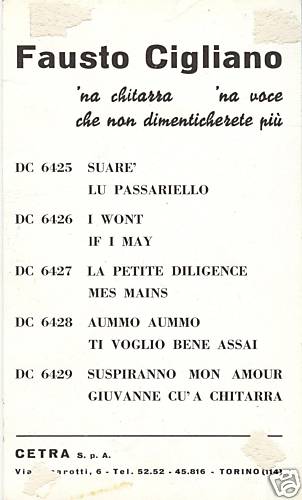 Fausto Cigliano
'na chitarra 'na voce
che non dimenticherete più
DC 6425 SUARE'
LU PASSARIELLO
DC 6426 I WONT
IF I MAY
DC 6427 LA PETITE DILIGENCE
MES MAINS
DC 6428 AUMMO AUMMO
TI VOGLIO BENE ASSAI
DC 6429 SUSPIRANNO MON AMOUR
GIUVANNE CU'A CHITARRA
CETRA S.p.A.
Via arotti, 6 - Tel. 52.52 - 45.816 - TORINO (114)